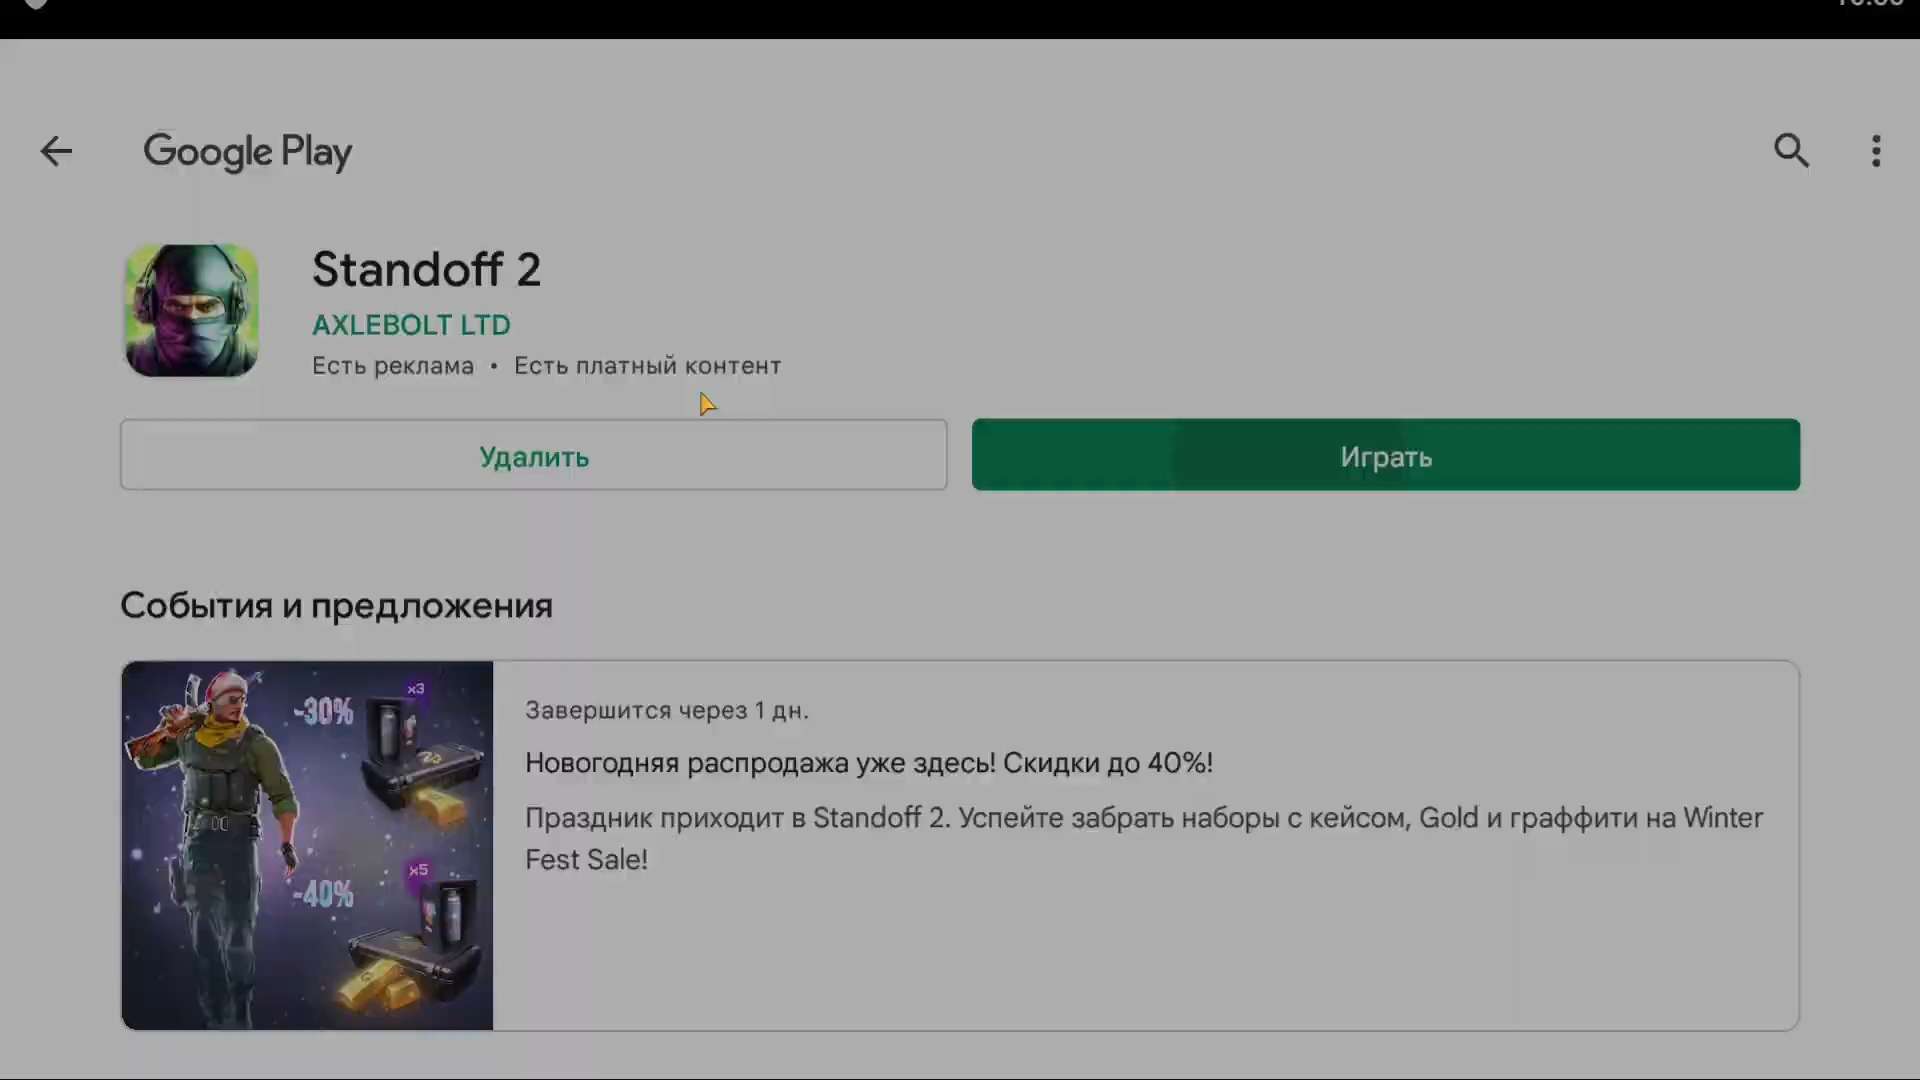 Google Play
Standoff 2
AXLEBOLT LTD
Есть реклама • Есть платный контент
Удалить
Играть
События и предложения
x3
-30%
x5
-40%
Завершится через 1 дн.
Новогодняя распродажа уже здесь! Скидки до 40%!
Праздник приходит в Standoff 2. Успейте забрать наборы с кейсом, Gold и граффити на Winter
Fest Sale!